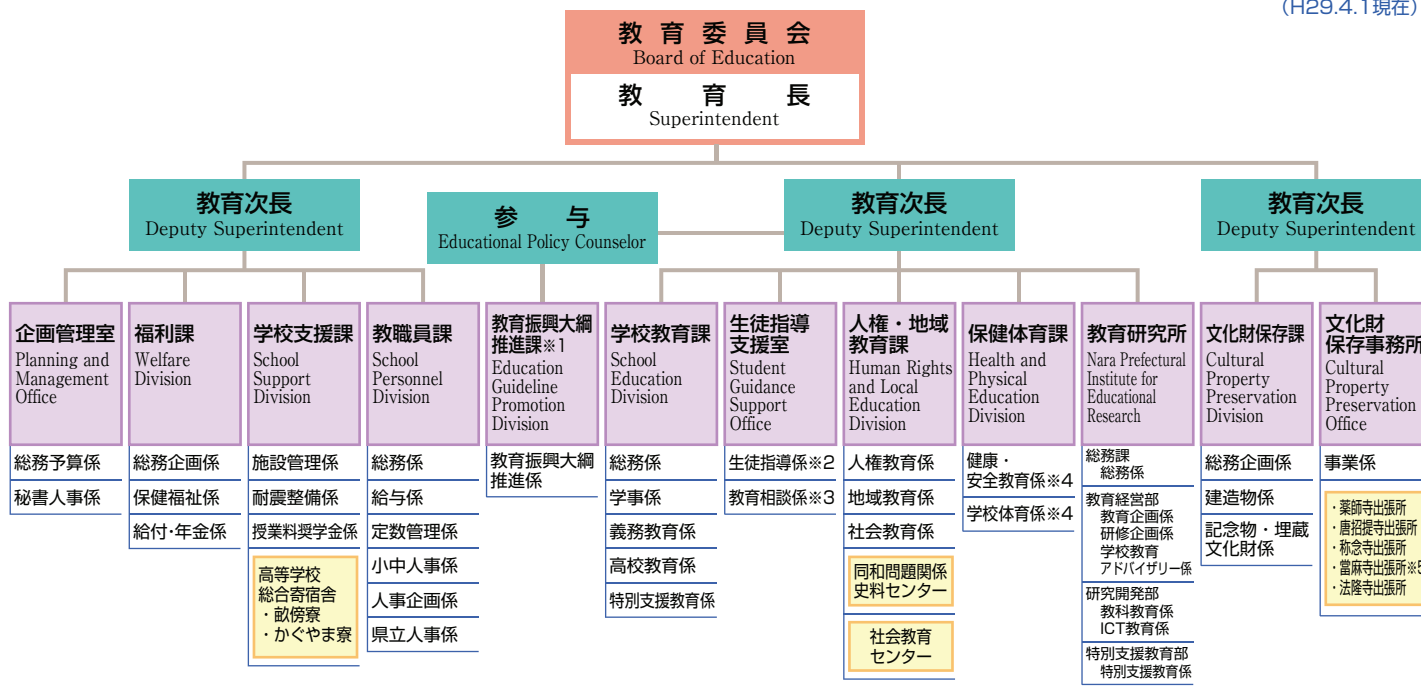 (H29.4.1現在)
教育委員会
Board of Education
教育長
Superintendent
教育次長
Deputy Superintendent
参与
Educational Policy Counselor
教育次長
Deputy Superintendent
教育次長
Deputy Superintendent
企画管理室
Planning and
Management
Office
総務予算係
秘書人事係
福利課
Welfare
Division
総務企画係
保健福祉係
給付・年金係
学校支援課
School
Support
Division
施設管理係
耐震整備係
授業料奨学金係
高等学校
総合寄宿舎
・畝傍寮
・かぐやま寮
教職員課
School
Personnel
Division
総務係
給与係
定数管理係
小中人事係
人事企画係
県立人事係
教育振興大綱
推進課※1
Education
Guideline
Promotion
Division
教育振興大綱
推進係
学校教育課
School
Education
Division
総務係
学事係
義務教育係
高校教育係
特別支援教育係
生徒指導
支援室
Student
Guidance
Support
Office
生徒指導係※2
教育相談係※3
人権・地域
教育課
Human Rights
and Local
Education
Division
人権教育係
地域教育係
社会教育係
同和問題関係
史料センター
社会教育
センター
保健体育課
Health and
Physical
Education
Division
健康・
安全教育係※4
学校体育係※4
教育研究所
Nara Prefectural
Institute for
Educational
Research
総務課
総務係
教育経営部
教育企画係
研修企画係
学校教育
アドバイザリー係
研究開発部
教科教育係
ICT教育係
特別支援教育部
特別支援教育係
文化財保存課
Cultural
Property
Preservation
Division
総務企画係
建造物係
記念物・埋蔵
文化財係
文化財
保存事務所
Cultural
Property
Preservation
Office
事業係
・薬師寺出張所
・唐招提寺出張所
・称念寺出張所
・當麻寺出張所※5
・法隆寺出張所